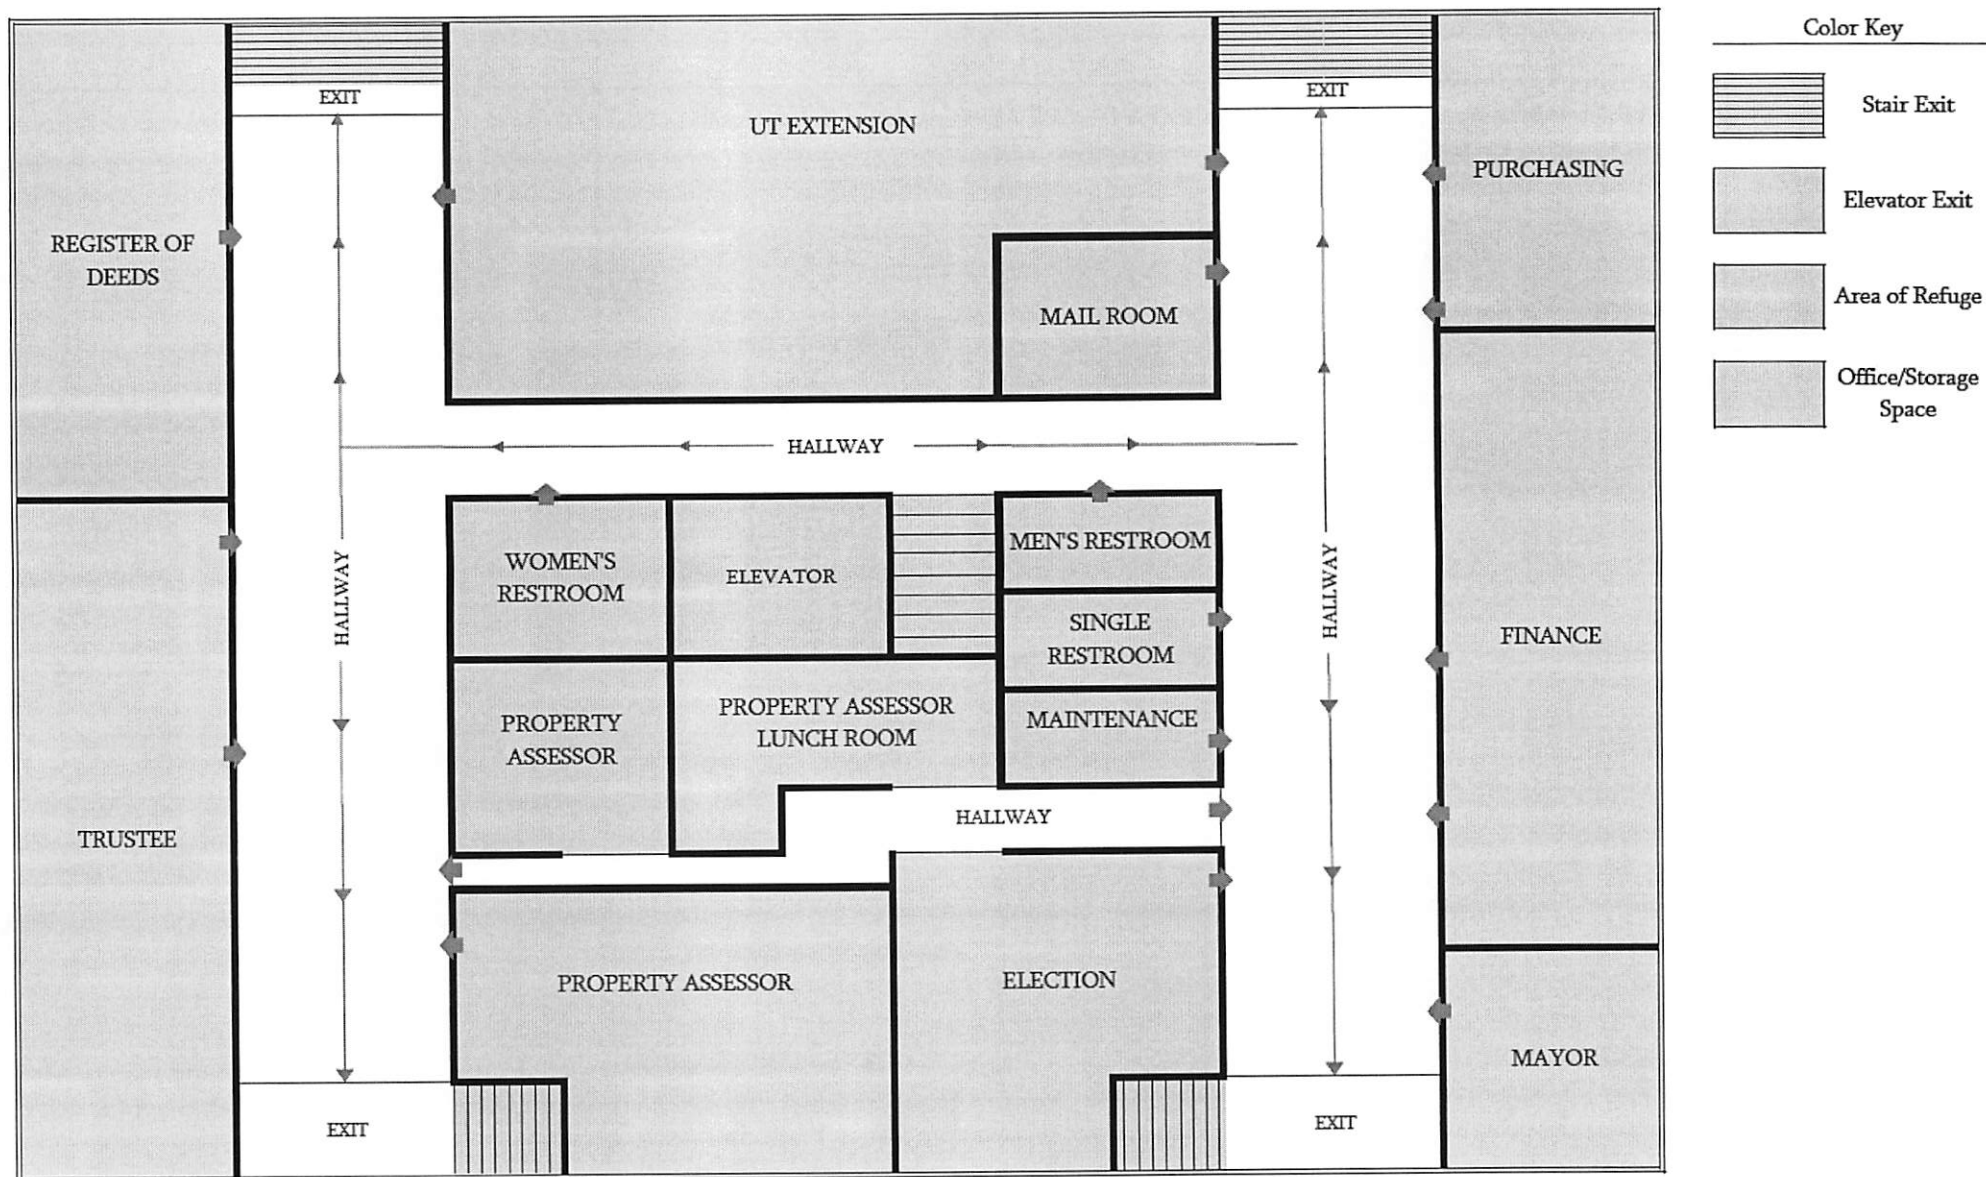 Color Key
Stair Exit
Elevator Exit
Area of Refuge
Office/Storage
Space
EXIT
EXIT
UT EXTENSION
PURCHASING
REGISTER OF
DEEDS
MAIL ROOM
HALLWAY
WOMEN'S
RESTROOM
ELEVATOR
MEN'S RESTROOM
SINGLE
RESTROOM
HALLWAY
HALLWAY
FINANCE
PROPERTY
ASSESSOR
PROPERTY ASSESSOR
LUNCH ROOM
MAINTENANCE
HALLWAY
TRUSTEE
PROPERTY ASSESSOR
ELECTION
MAYOR
EXIT
EXIT